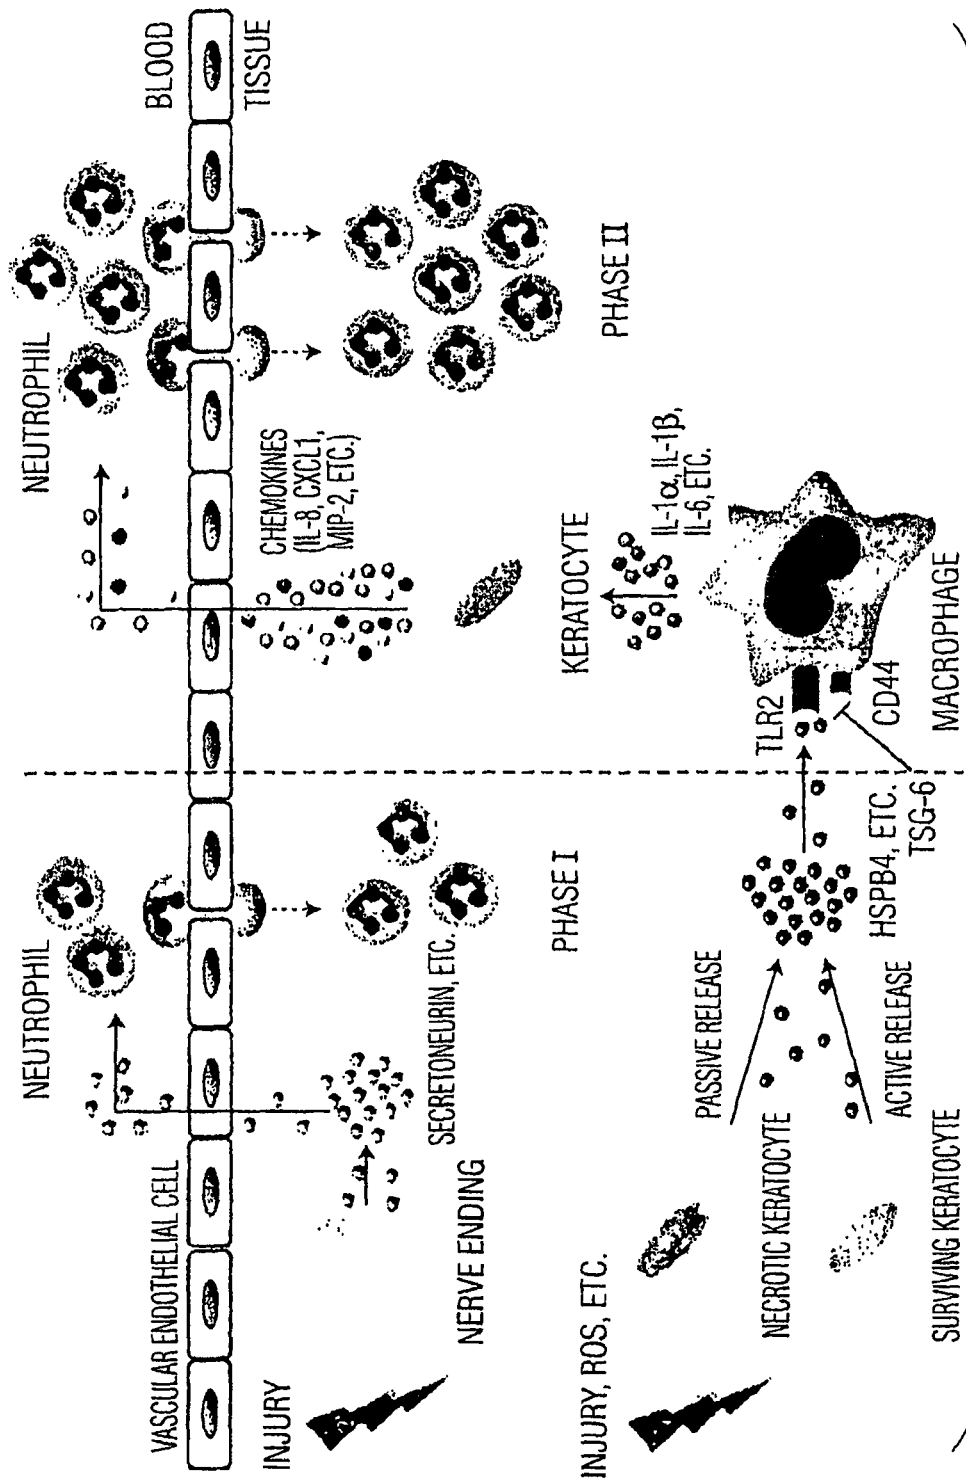 NEUTROPHIL
NEUTROPHIL
BLOOD
VASCULAR ENDOTHELIAL CELL
TISSUE
INJURY
CHEMOKINES
(IL-8, CXCL1,
MIP-2, ETC.)
SECRETONEURIN, ETC.
NERVE ENDING
PHASE I
PHASE II
KERATOCYTE
INJURY, ROS, ETC.
IL-1α, IL-1β,
IL-6, ETC.
PASSIVE RELEASE
NECROTIC KERATOCYTE
TLR2
HSPB4, ETC.
CD44
TSG-6
ACTIVE RELEASE
SURVIVING KERATOCYTE
MACROPHAGE